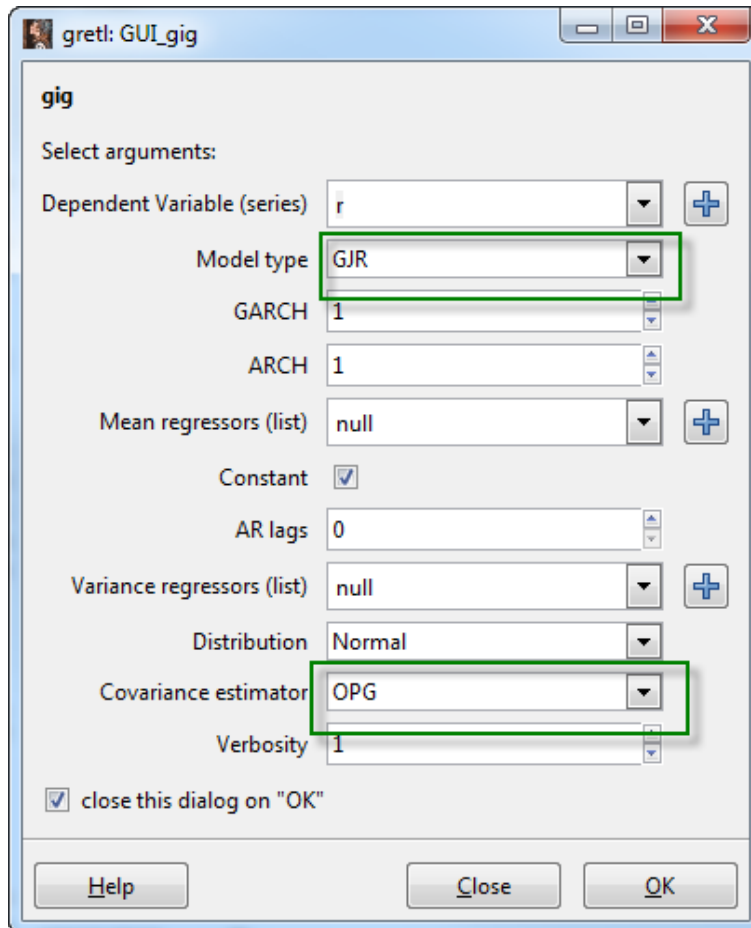 gretl: GUI_gig
gig
Select arguments:
Dependent Variable (series) r
Model type GJR
GARCH 1
ARCH 1
Mean regressors (list) null
Constant
AR lags 0
Variance regressors (list) null
Distribution Normal
Covariance estimator OPG
Verbosity 1
close this dialog on "OK"
Help Close OK